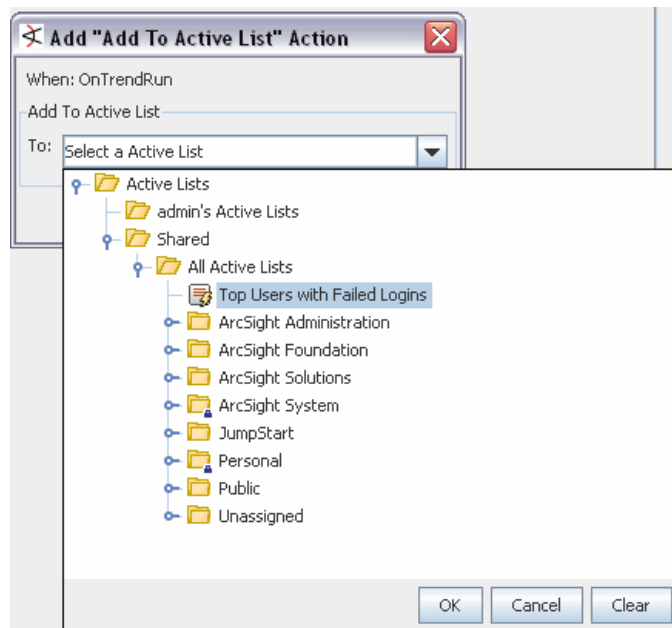 Add "Add To Active List" Action
When: OnTrendRun
Add To Active List
To: Select a Active List
Active Lists
admin's Active Lists
Shared
All Active Lists
Top Users with Failed Logins
ArcSight Administration
ArcSight Foundation
ArcSight Solutions
ArcSight System
JumpStart
Personal
Public
Unassigned
OK Cancel Clear